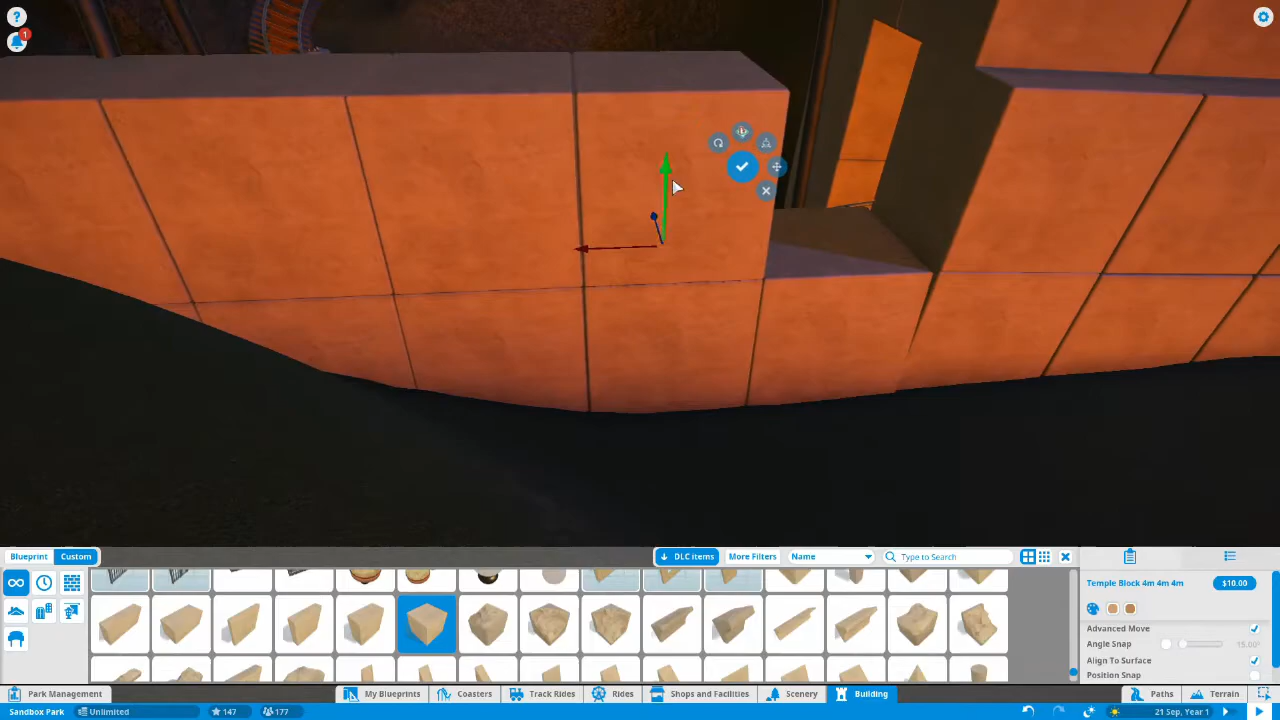 ?
1
Blueprint Custom
DLC items More Filters Name Type to Search
Temple Block 4m 4m 4m $10.00
Advanced Move
Angle Snap 15.00°
Align To Surface
Position Snap
Park Management My Blueprints Coasters Track Rides Rides Shops and Facilities Scenery Building Paths Terrain
Sandbox Park Unlimited 147 177 21 Sep, Year 1